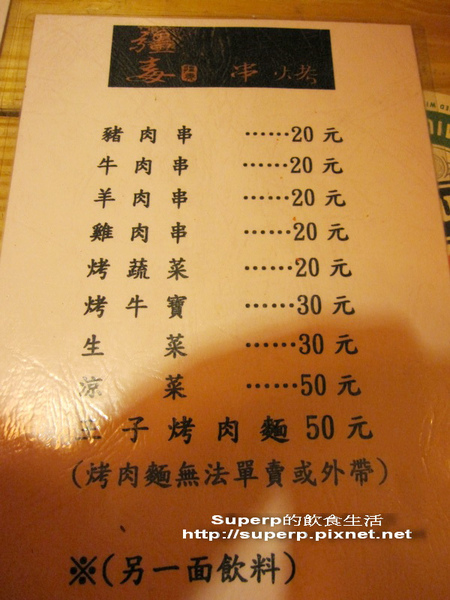 疆
串烤
豬肉串 ……20元
牛肉串 ……20元
羊肉串 ……20元
雞肉串 ……20元
烤蔬菜 ……20元
烤牛寶 ……30元
生菜 ……30元
凉菜 ……50元
王子烤肉麵50元
(烤肉麵無法單賣或外帶)
Superp的飲食生活
http://superp.pixnet.net
※(另一面飲料)